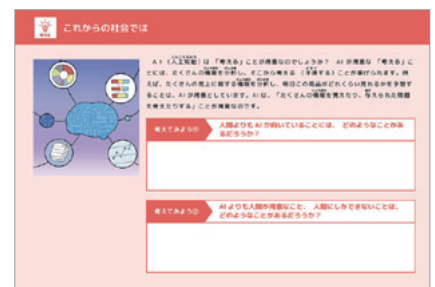 これからの社会では
AI（人工知能）は「考える」ことが得意なのでしょうか？ AIが得意な「考える」こ
とには、たくさんの情報を分析し、そこから考える（予測する）ことが挙げられます。例
えば、たくさんの売上に関する情報を分析し、明日この商品がどれくらい売れるかを予想す
ることは、AIが得意としています。AIは、「たくさんの情報を覚えたり、与えられた問題
を考えたりする」ことが得意なのです。
考えてみよう① 人間よりもAIが向いていることには、どのようなことがあ
るだろうか？
考えてみよう② AIよりも人間が得意なこと、人間にしかできないことは、
どのようなことがあるだろうか？